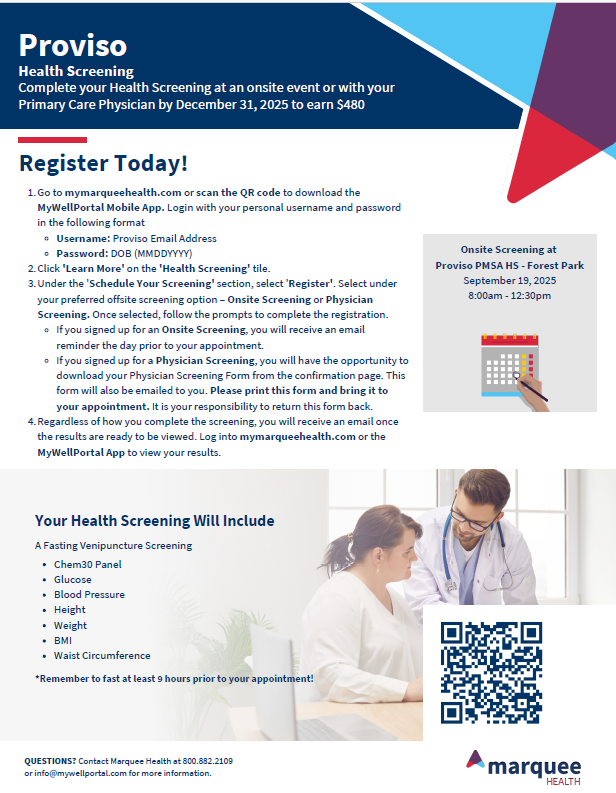 Proviso
Health Screening
Complete your Health Screening at an onsite event or with your
Primary Care Physician by December 31, 2025 to earn $480
Register Today!
1. Go to mymarqueehealth.com or scan the QR code to download the
MyWellPortal Mobile App. Login with your personal username and password
in the following format
Username: Proviso Email Address
Password: DOB (MMDDYYYY)
2. Click 'Learn More' on the 'Health Screening' tile.
3. Under the 'Schedule Your Screening' section, select 'Register'. Select under
your preferred offsite screening option – Onsite Screening or Physician
Screening. Once selected, follow the prompts to complete the registration.
If you signed up for an Onsite Screening, you will receive an email
reminder the day prior to your appointment.
If you signed up for a Physician Screening, you will have the opportunity to
download your Physician Screening Form from the confirmation page. This
form will also be emailed to you. Please print this form and bring it to
your appointment. It is your responsibility to return this form back.
4. Regardless of how you complete the screening, you will receive an email once
the results are ready to be viewed. Log into mymarqueehealth.com or the
MyWellPortal App to view your results.
Onsite Screening at
Proviso PMSA HS - Forest Park
September 19, 2025
8:00am - 12:30pm
Your Health Screening Will Include
A Fasting Venipuncture Screening
Chem30 Panel
Glucose
Blood Pressure
Height
Weight
BMI
Waist Circumference
*Remember to fast at least 9 hours prior to your appointment!
QUESTIONS? Contact Marquee Health at 800.882.2109
or info@mywellportal.com for more information.
marquee
HEALTH